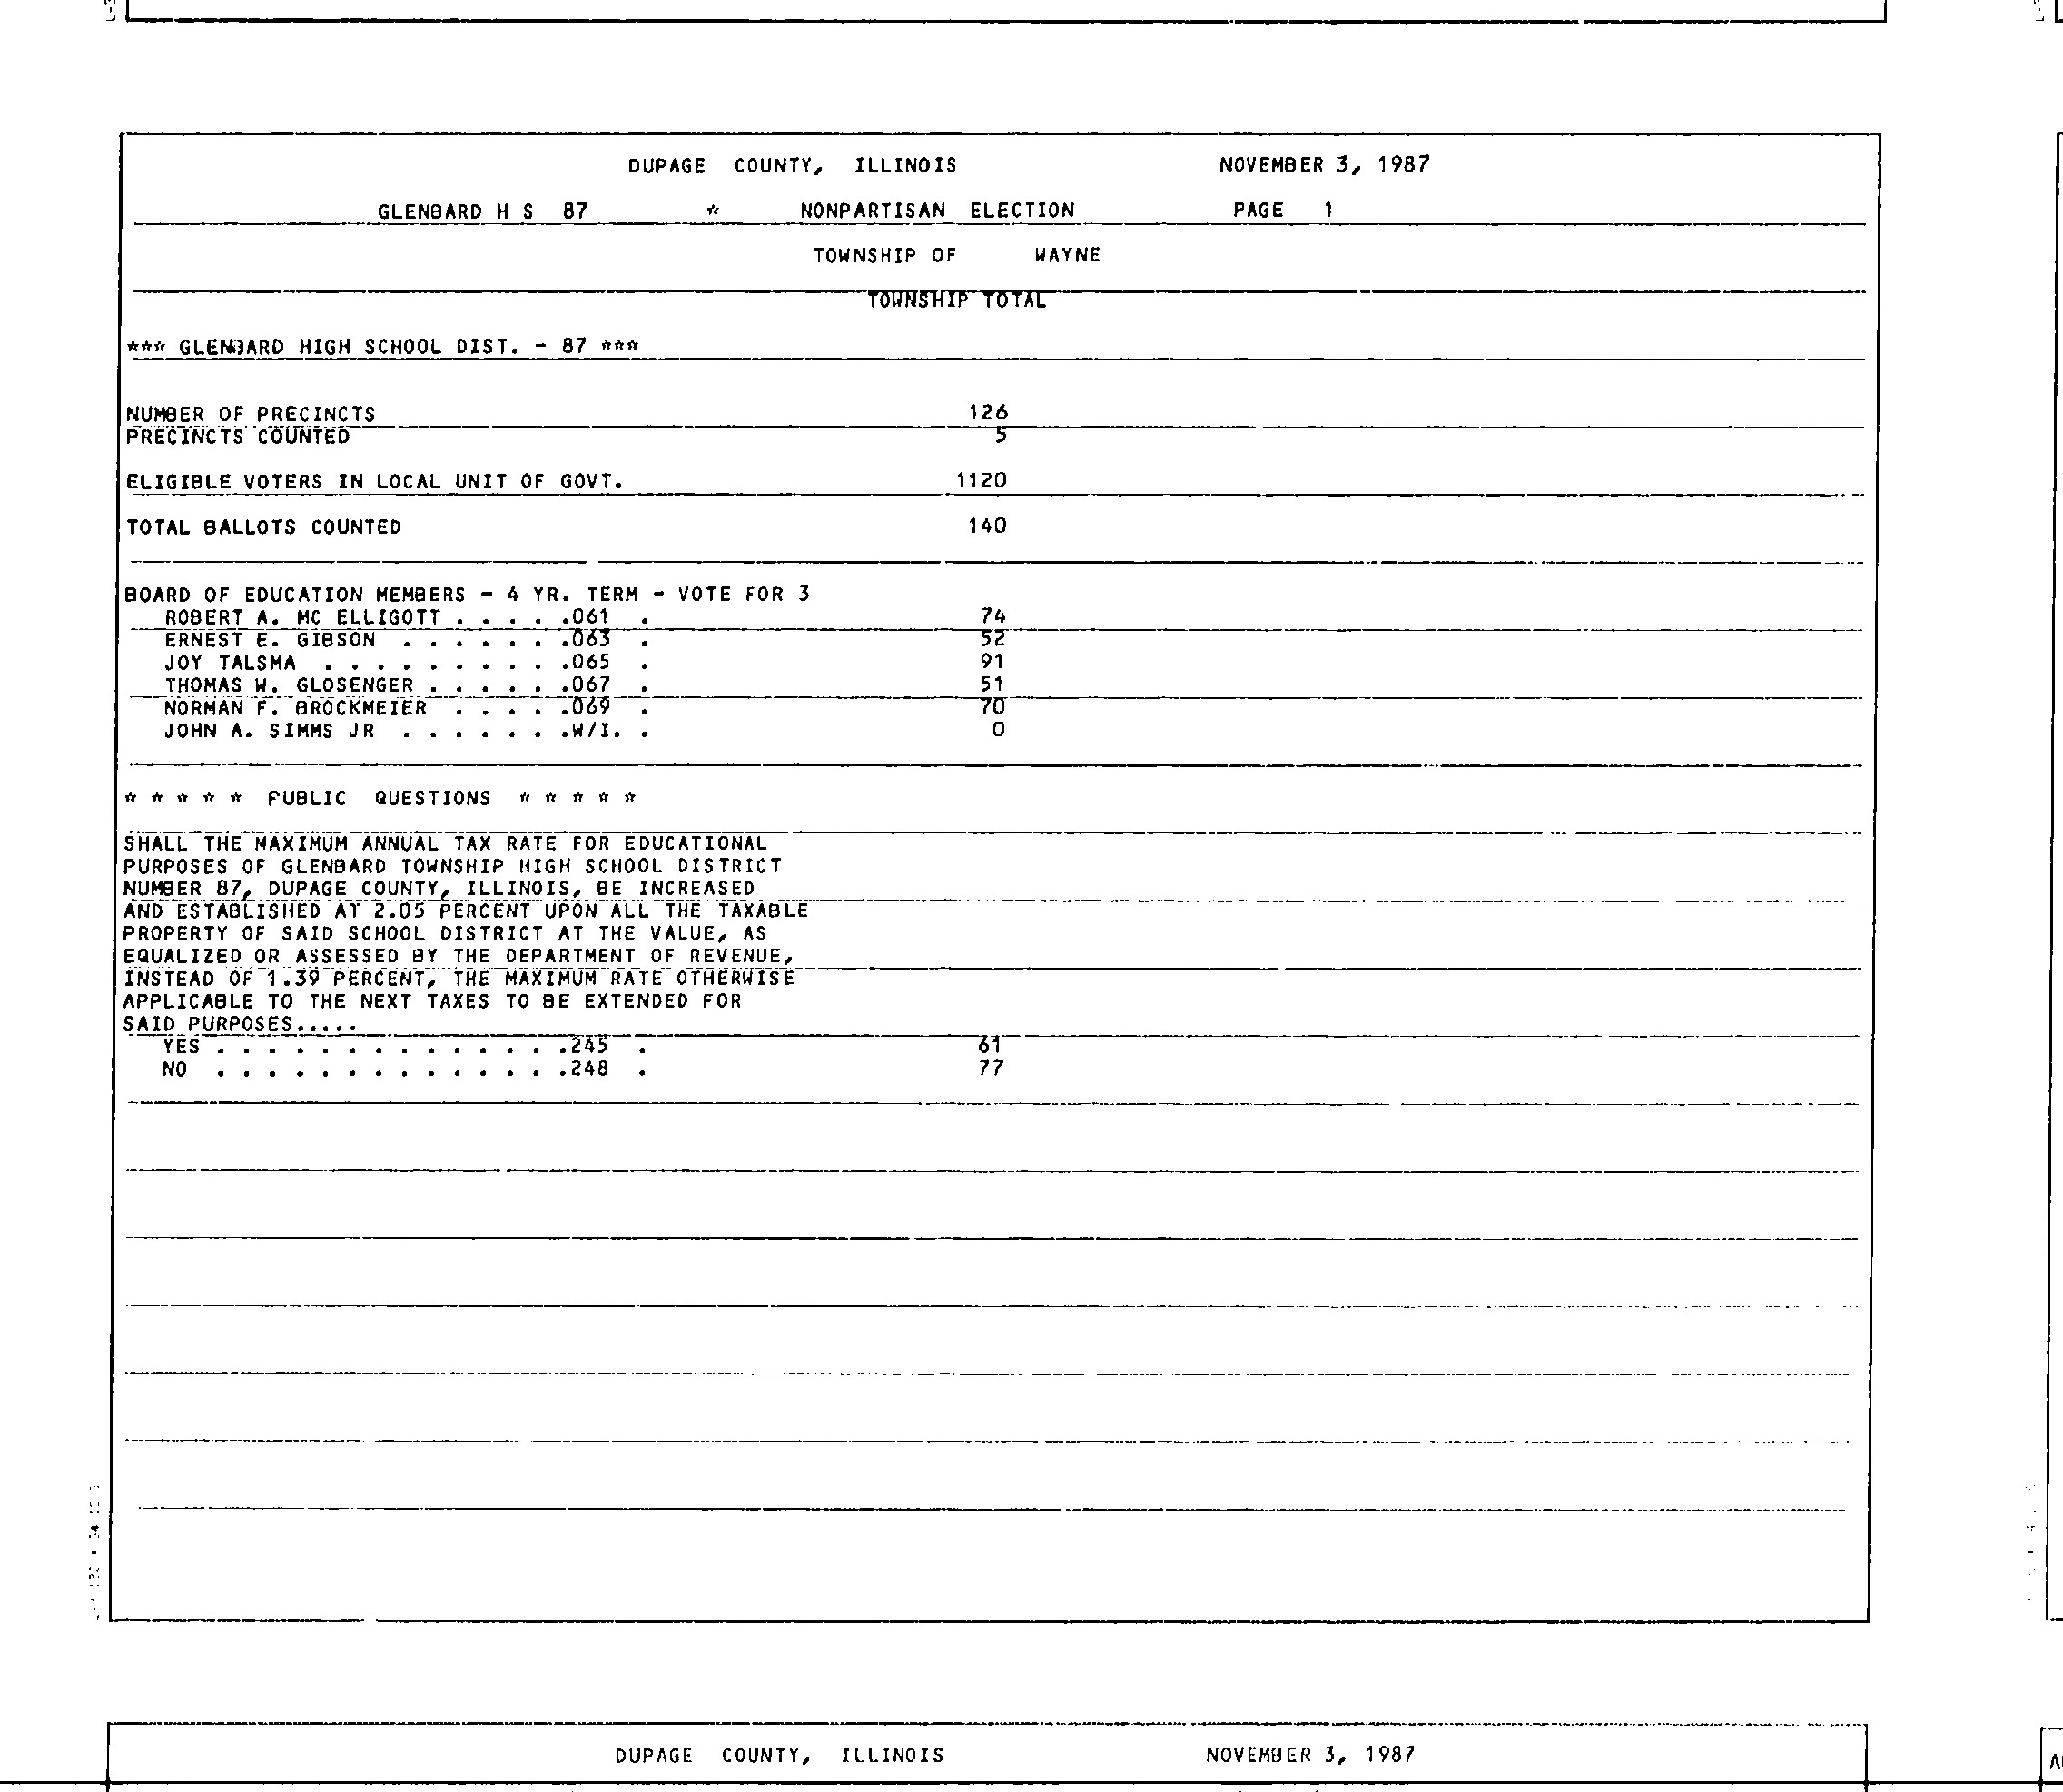 DUPAGE COUNTY, ILLINOIS NOVEMBER 3, 1987
GLENBARD H S 87 * NONPARTISAN ELECTION PAGE 1
TOWNSHIP OF WAYNE
TOWNSHIP TOTAL
*** GLENBARD HIGH SCHOOL DIST. - 87 ***
NUMBER OF PRECINCTS 126
PRECINCTS COUNTED 5
ELIGIBLE VOTERS IN LOCAL UNIT OF GOVT. 1120
TOTAL BALLOTS COUNTED 140
BOARD OF EDUCATION MEMBERS - 4 YR. TERM - VOTE FOR 3
ROBERT A. MC ELLIGOTT . . . . .061 . 74
ERNEST E. GIBSON . . . . . . .063 . 52
JOY TALSMA . . . . . . . . . .065 . 91
THOMAS W. GLOSENGER . . . . . .067 . 51
NORMAN F. BROCKMEIER . . . . .069 . 70
JOHN A. SIMMS JR . . . . . . .W/I. . 0
* * * * * PUBLIC QUESTIONS * * * * *
SHALL THE MAXIMUM ANNUAL TAX RATE FOR EDUCATIONAL
PURPOSES OF GLENBARD TOWNSHIP HIGH SCHOOL DISTRICT
NUMBER 87, DUPAGE COUNTY, ILLINOIS, BE INCREASED
AND ESTABLISHED AT 2.05 PERCENT UPON ALL THE TAXABLE
PROPERTY OF SAID SCHOOL DISTRICT AT THE VALUE, AS
EQUALIZED OR ASSESSED BY THE DEPARTMENT OF REVENUE,
INSTEAD OF 1.39 PERCENT, THE MAXIMUM RATE OTHERWISE
APPLICABLE TO THE NEXT TAXES TO BE EXTENDED FOR
SAID PURPOSES.....
YES . . . . . . . . . . . . . .245 . 61
NO . . . . . . . . . . . . . .248 . 77
DUPAGE COUNTY, ILLINOIS NOVEMBER 3, 1987